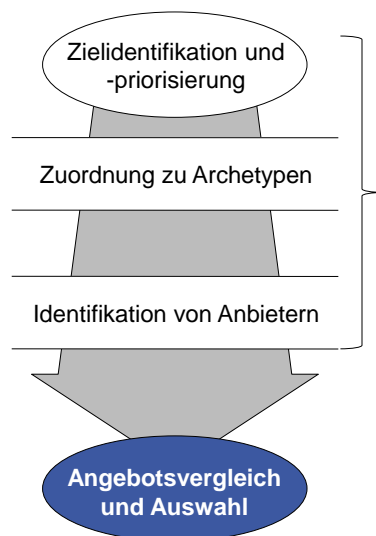 Zielidentifikation und
-priorisierung
Zuordnung zu Archetypen
Identifikation von Anbietern
Angebotsvergleich
und Auswahl